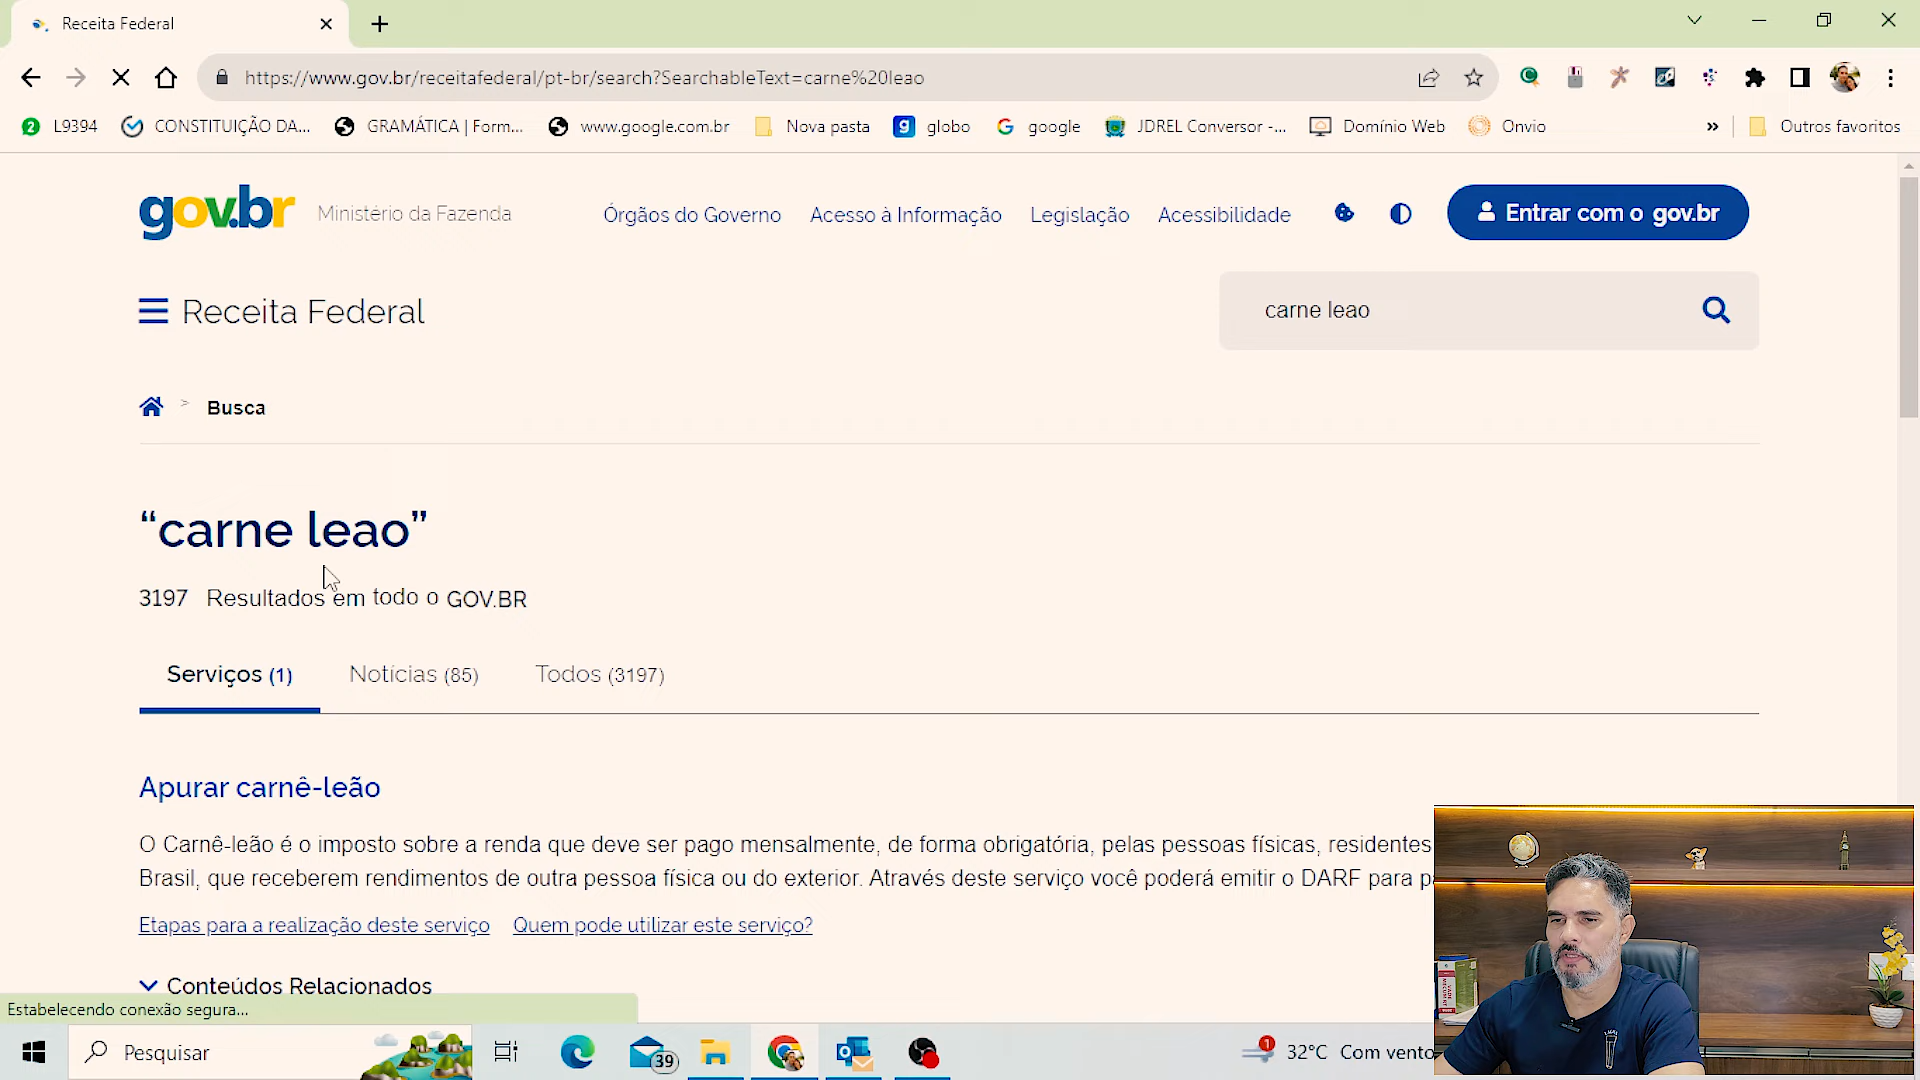 Receita Federal
https://www.gov.br/receitafederal/pt-br/search?SearchableText=carne%20leao
2 L9394 CONSTITUIÇÃO DA... GRAMÁTICA | Form... www.google.com.br Nova pasta g globo google JDREL Conversor -... Domínio Web Onvio » Outros favoritos
gov.br Ministério da Fazenda Órgãos do Governo Acesso à Informação Legislação Acessibilidade Entrar com o gov.br
Receita Federal carne leao
> Busca
“carne leao”
3197 Resultados em todo o GOV.BR
Serviços (1) Notícias (85) Todos (3197)
Apurar carnê-leão
O Carnê-leão é o imposto sobre a renda que deve ser pago mensalmente, de forma obrigatória, pelas pessoas físicas, residentes
Brasil, que receberem rendimentos de outra pessoa física ou do exterior. Através deste serviço você poderá emitir o DARF para p
Etapas para a realização deste serviço Quem pode utilizar este serviço?
Conteúdos Relacionados
Estabelecendo conexão segura...
Pesquisar 39 1 32°C Com vento